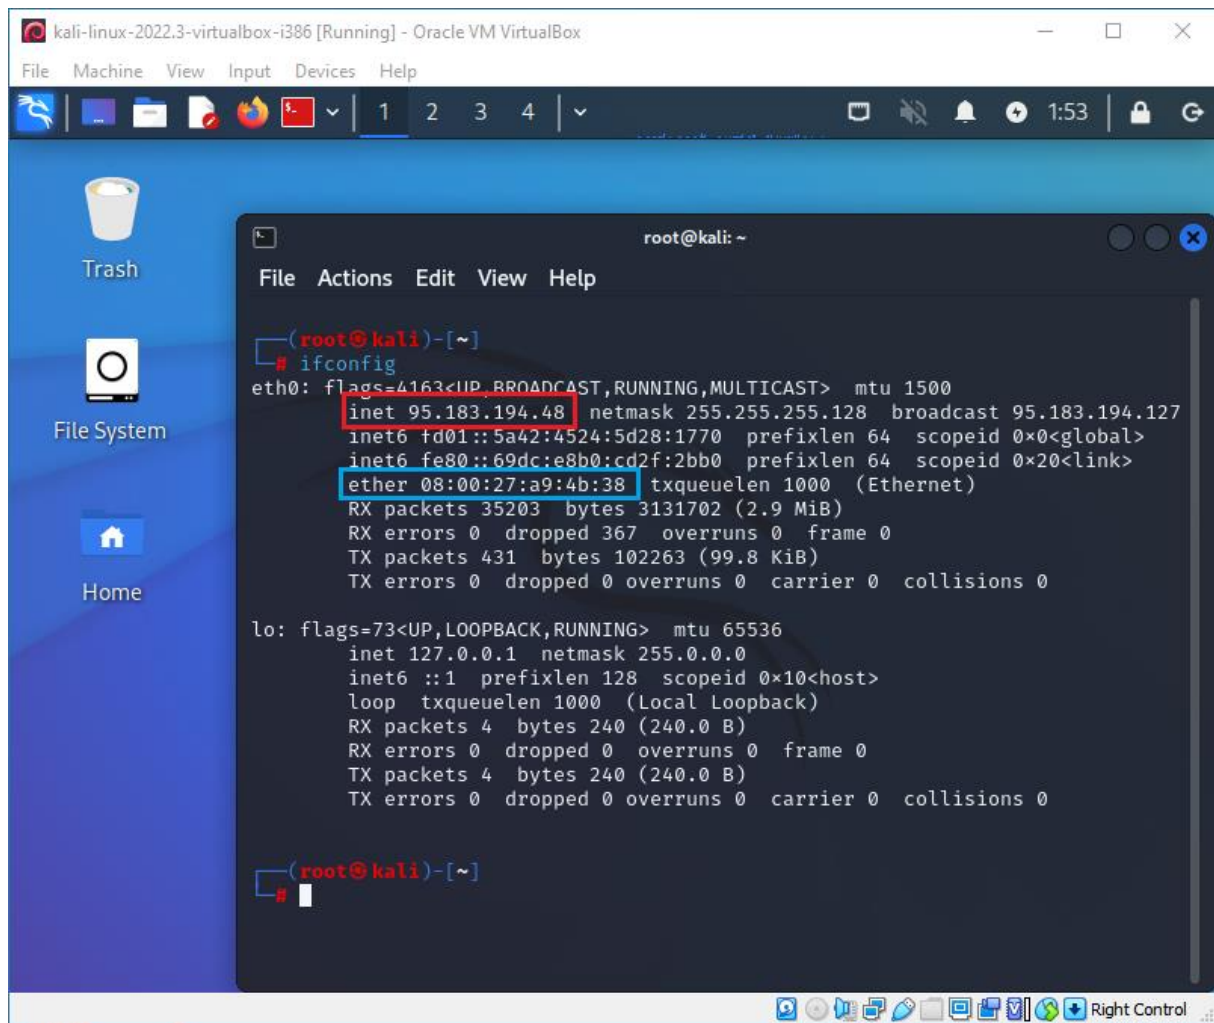 kali-linux-2022.3-virtualbox-i386 [Running] - Oracle VM VirtualBox
File Machine View Input Devices Help
1 2 3 4 1:53
Trash
File System
Home
root@kali: ~
File Actions Edit View Help
┌──(root㉿kali)-[~]
└─# ifconfig
eth0: flags=4163<UP,BROADCAST,RUNNING,MULTICAST>  mtu 1500
inet 95.183.194.48  netmask 255.255.255.128  broadcast 95.183.194.127
inet6 fd01::5a42:4524:5d28:1770  prefixlen 64  scopeid 0×0<global>
inet6 fe80::69dc:e8b0:cd2f:2bb0  prefixlen 64  scopeid 0×20<link>
ether 08:00:27:a9:4b:38  txqueuelen 1000  (Ethernet)
RX packets 35203  bytes 3131702 (2.9 MiB)
RX errors 0  dropped 367  overruns 0  frame 0
TX packets 431  bytes 102263 (99.8 KiB)
TX errors 0  dropped 0 overruns 0  carrier 0  collisions 0
lo: flags=73<UP,LOOPBACK,RUNNING>  mtu 65536
inet 127.0.0.1  netmask 255.0.0.0
inet6 ::1  prefixlen 128  scopeid 0×10<host>
loop  txqueuelen 1000  (Local Loopback)
RX packets 4  bytes 240 (240.0 B)
RX errors 0  dropped 0  overruns 0  frame 0
TX packets 4  bytes 240 (240.0 B)
TX errors 0  dropped 0 overruns 0  carrier 0  collisions 0
┌──(root㉿kali)-[~]
└─#
Right Control